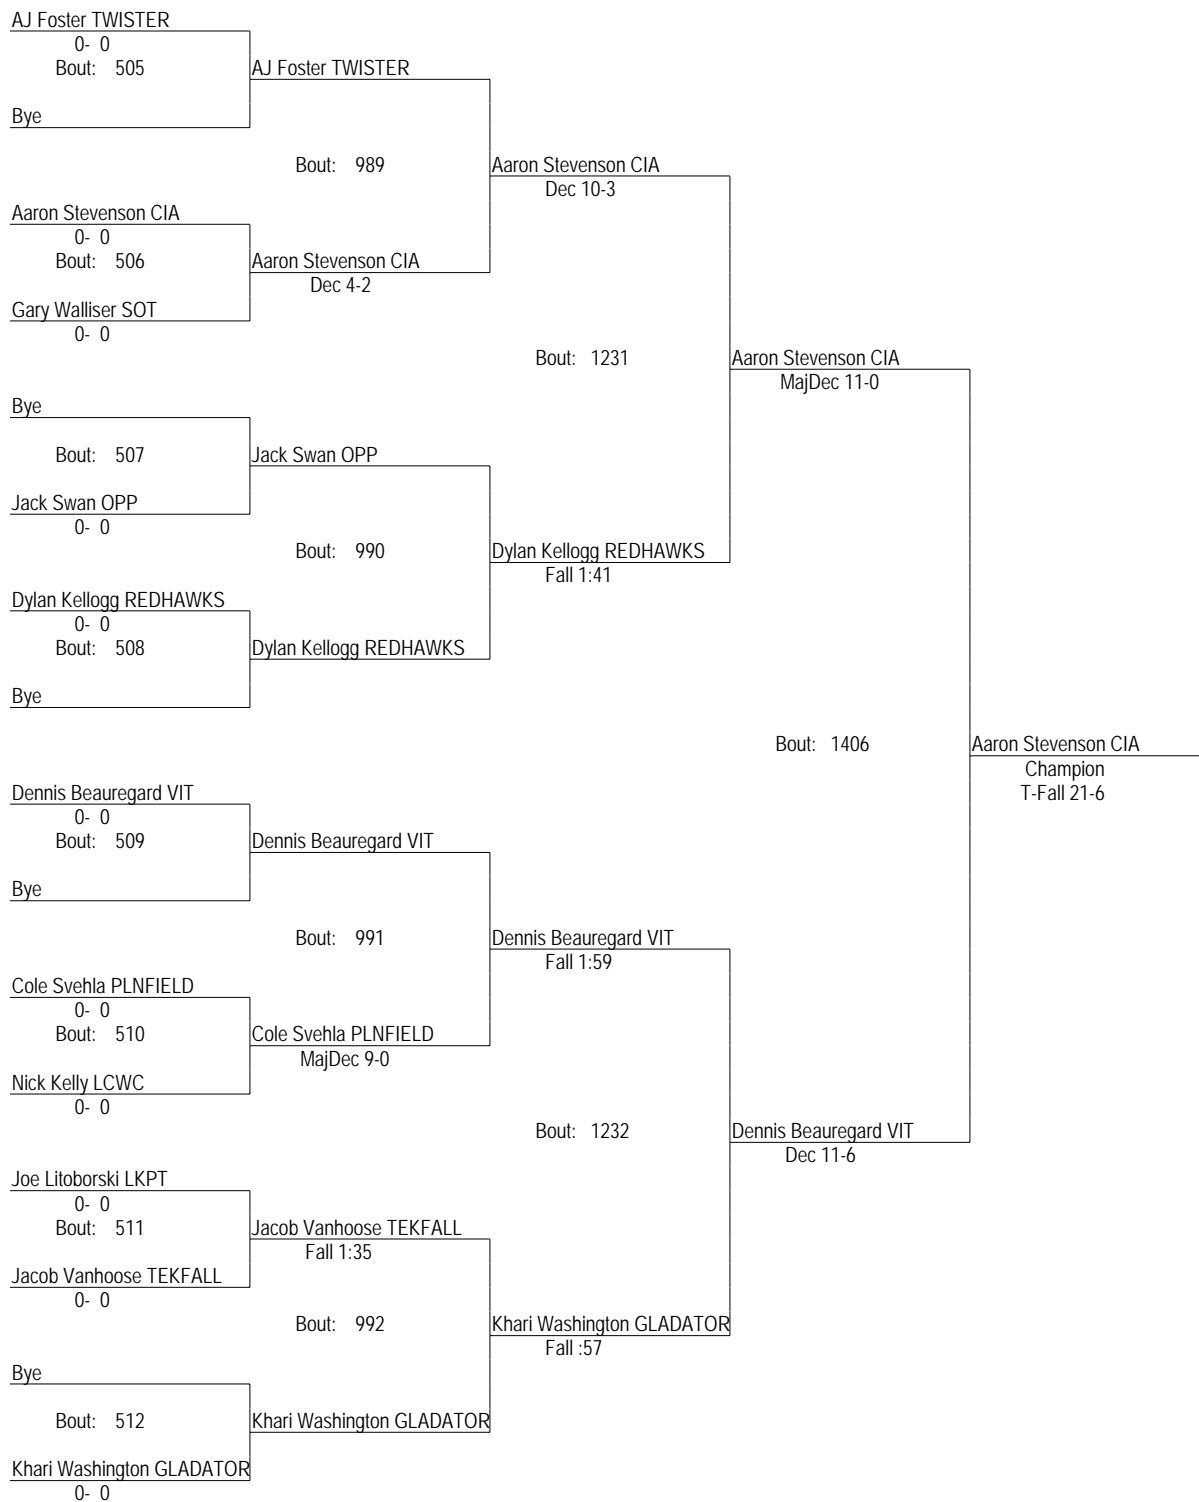 AJ Foster TWISTER
0- 0
Bout: 505
AJ Foster TWISTER
Bye
Bout: 989
Aaron Stevenson CIA
Dec 10-3
Aaron Stevenson CIA
0- 0
Bout: 506
Aaron Stevenson CIA
Dec 4-2
Gary Walliser SOT
0- 0
Bout: 1231
Aaron Stevenson CIA
MajDec 11-0
Bye
Bout: 507
Jack Swan OPP
Jack Swan OPP
0- 0
Bout: 990
Dylan Kellogg REDHAWKS
Fall 1:41
Dylan Kellogg REDHAWKS
0- 0
Bout: 508
Dylan Kellogg REDHAWKS
Bye
Bout: 1406
Aaron Stevenson CIA
Champion
T-Fall 21-6
Dennis Beauregard VIT
0- 0
Bout: 509
Dennis Beauregard VIT
Bye
Bout: 991
Dennis Beauregard VIT
Fall 1:59
Cole Svehla PLNFIELD
0- 0
Bout: 510
Cole Svehla PLNFIELD
MajDec 9-0
Nick Kelly LCWC
0- 0
Bout: 1232
Dennis Beauregard VIT
Dec 11-6
Joe Litoborski LKPT
0- 0
Bout: 511
Jacob Vanhoose TEKFALL
Fall 1:35
Jacob Vanhoose TEKFALL
0- 0
Bout: 992
Khari Washington GLADATOR
Fall :57
Bye
Bout: 512
Khari Washington GLADATOR
Khari Washington GLADATOR
0- 0